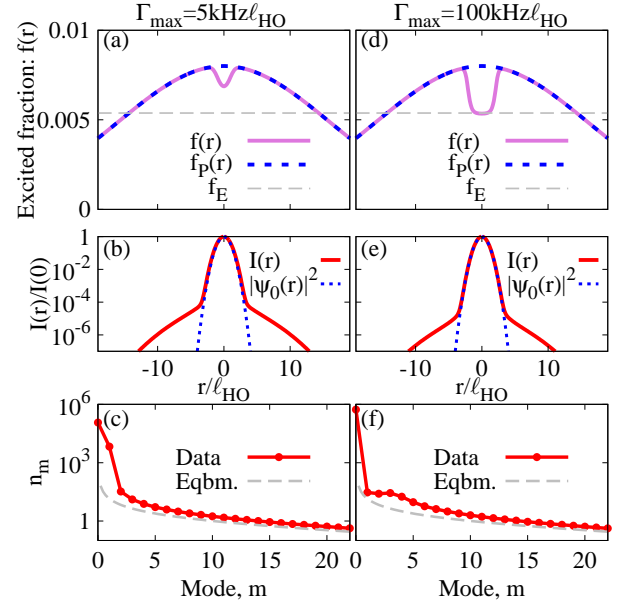 Γmax=5kHzℓHO Γmax=100kHzℓHO
Excited fraction: f(r)
0.01
0.005
0
(a)
f(r)
fP(r)
fE
(d)
f(r)
fP(r)
fE
I(r)/I(0)
1
10-2
10-4
10-6
(b)
I(r)
|ψ0(r)|2
-10 0 10
r/ℓHO
(e)
I(r)
|ψ0(r)|2
-10 0 10
r/ℓHO
nm
106
103
1
(c)
Data
Eqbm.
0 5 10 15 20
Mode, m
(f)
Data
Eqbm.
0 5 10 15 20
Mode, m